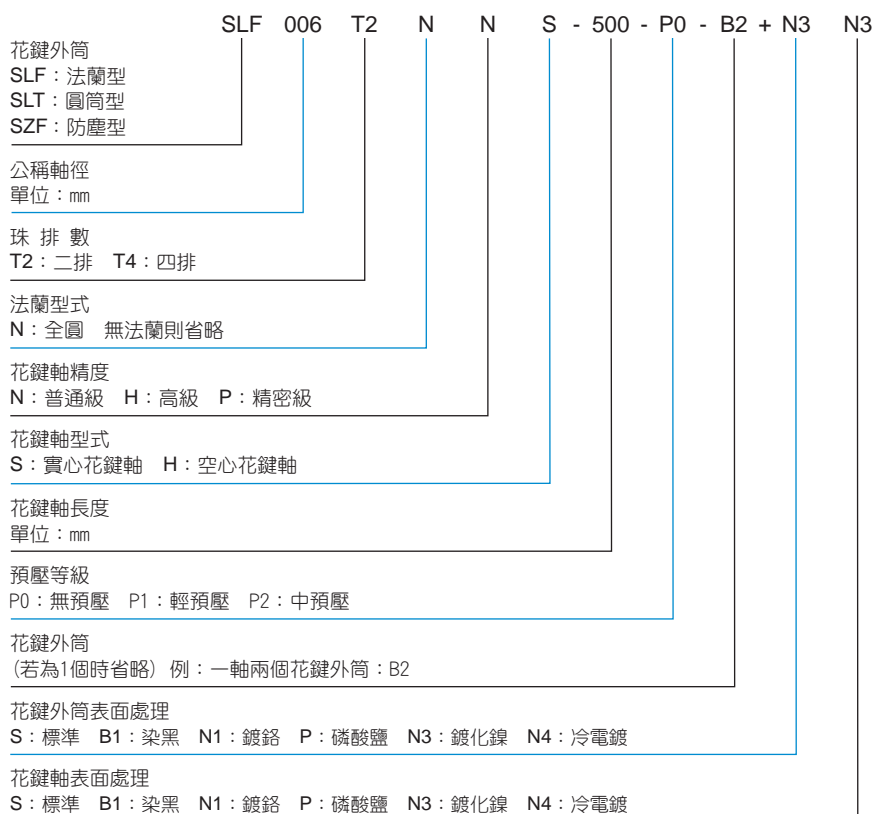 SLF 006 T2 N N S - 500 - P0 - B2 + N3 N3
花鍵外筒
SLF：法蘭型
SLT：圓筒型
SZF：防塵型
公稱軸徑
單位：㎜
珠 排 數
T2：二排 T4：四排
法蘭型式
N：全圓 無法蘭則省略
花鍵軸精度
N：普通級 H：高級 P：精密級
花鍵軸型式
S：實心花鍵軸 H：空心花鍵軸
花鍵軸長度
單位：㎜
預壓等級
P0：無預壓 P1：輕預壓 P2：中預壓
花鍵外筒
(若為1個時省略) 例：一軸兩個花鍵外筒：B2
花鍵外筒表面處理
S：標準 B1：染黑 N1：鍍鉻 P：磷酸鹽 N3：鍍化鎳 N4：冷電鍍
花鍵軸表面處理
S：標準 B1：染黑 N1：鍍鉻 P：磷酸鹽 N3：鍍化鎳 N4：冷電鍍